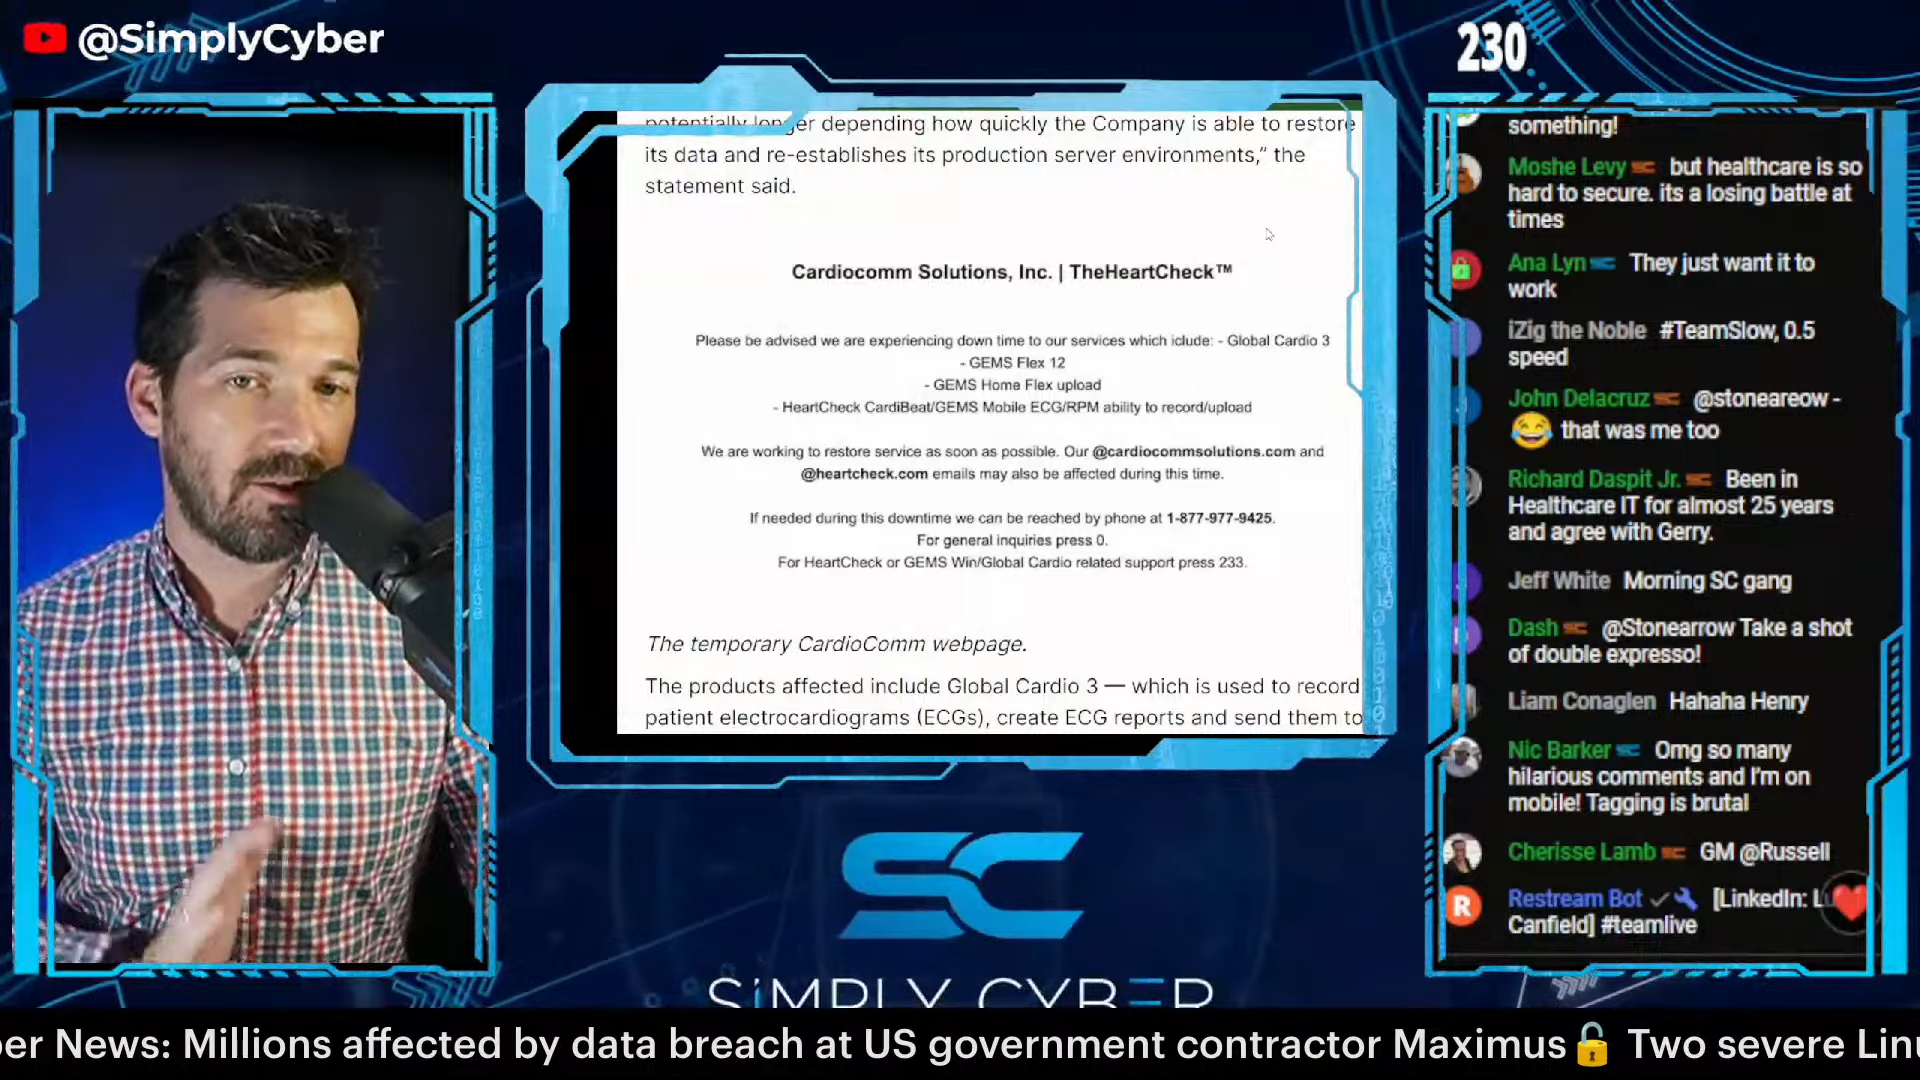 @SimplyCyber
230
potentially longer depending how quickly the Company is able to restore
its data and re-establishes its production server environments,” the
statement said.
Cardiocomm Solutions, Inc. | TheHeartCheck™
Please be advised we are experiencing down time to our services which iclude: - Global Cardio 3
- GEMS Flex 12
- GEMS Home Flex upload
- HeartCheck CardiBeat/GEMS Mobile ECG/RPM ability to record/upload
We are working to restore service as soon as possible. Our @cardiocommsolutions.com and
@heartcheck.com emails may also be affected during this time.
If needed during this downtime we can be reached by phone at 1-877-977-9425.
For general inquiries press 0.
For HeartCheck or GEMS Win/Global Cardio related support press 233.
The temporary CardioComm webpage.
The products affected include Global Cardio 3 — which is used to record
patient electrocardiograms (ECGs), create ECG reports and send them to
something!
Moshe Levy but healthcare is so
hard to secure. its a losing battle at
times
Ana Lyn They just want it to
work
iZig the Noble #TeamSlow, 0.5
speed
John Delacruz @stoneareow -
😂 that was me too
Richard Daspit Jr. Been in
Healthcare IT for almost 25 years
and agree with Gerry.
Jeff White Morning SC gang
Dash @Stonearrow Take a shot
of double expresso!
Liam Conaglen Hahaha Henry
Nic Barker Omg so many
hilarious comments and I'm on
mobile! Tagging is brutal
Cherisse Lamb GM @Russell
R Restream Bot [LinkedIn:
Canfield] #teamlive
SC
SIMPLY CYBER
er News: Millions affected by data breach at US government contractor Maximus🔓 Two severe Linu